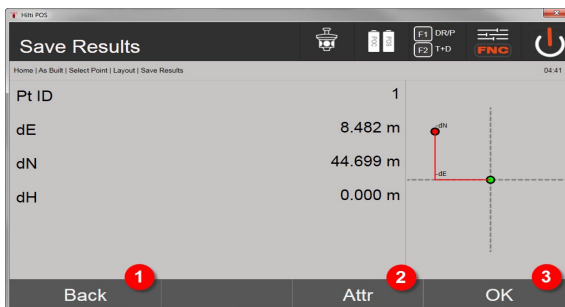 Hilti POS
Save Results
POC
POS
F1 DR/P
F2 T+D
FNC
Home | As Built | Select Point | Layout | Save Results
04:41
Pt ID 1
dE 8.482 m
dN 44.699 m
dH 0.000 m
-dN
-dE
1
2
3
Back
Attr
OK